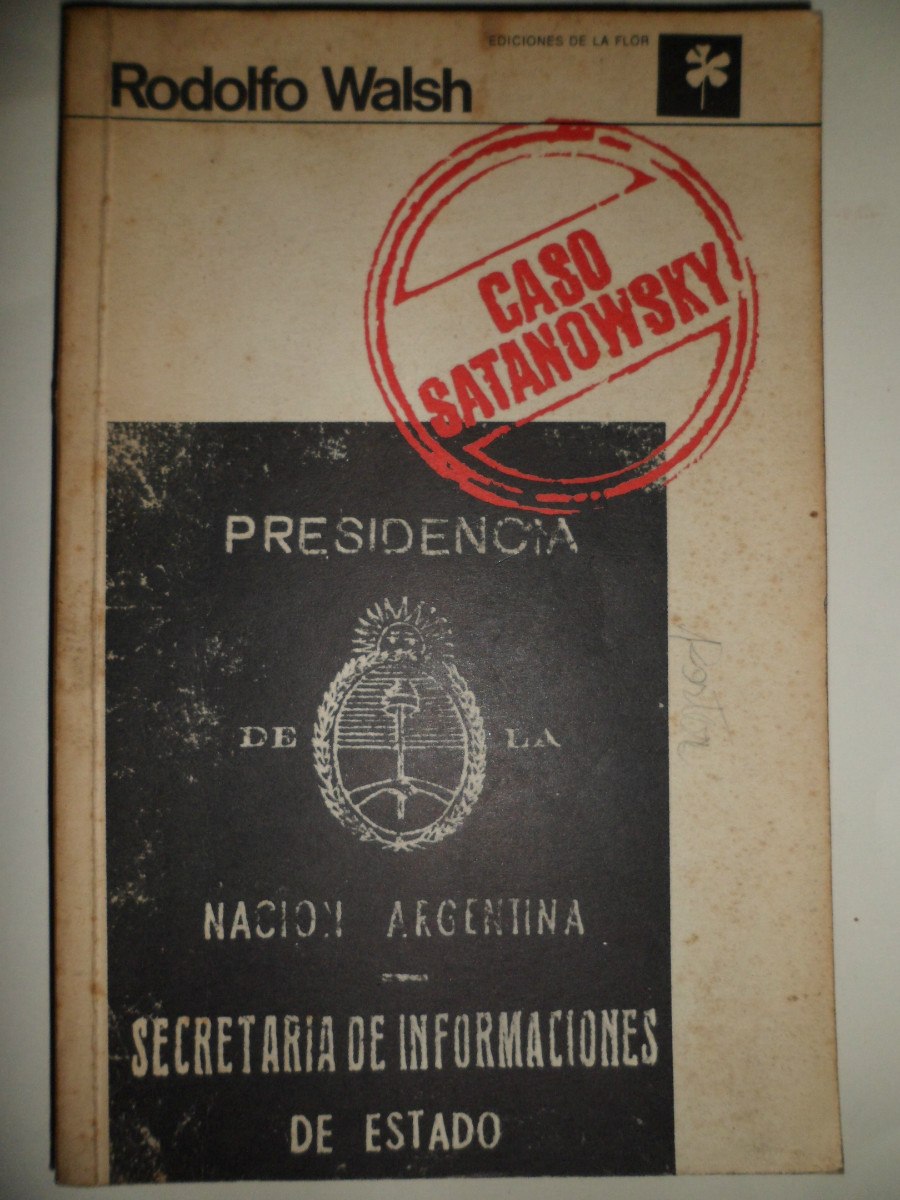 EDICIONES DE LA FLOR
Rodolfo Walsh
CASO
SATANOWSKY
PRESIDENCIA
DE LA
NACION ARGENTINA
SECRETARIA DE INFORMACIONES
DE ESTADO